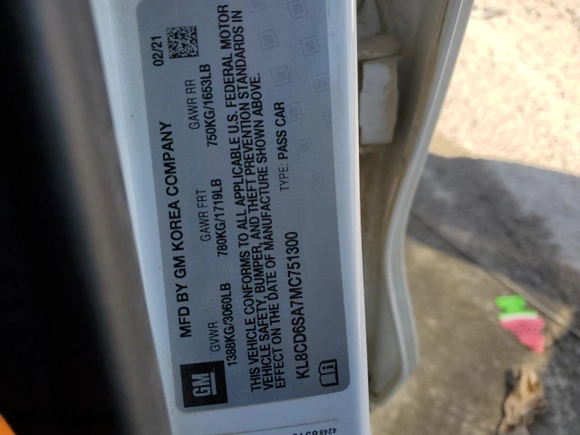 GM
MFD BY GM KOREA COMPANY 02/21
GVWR GAWR FRT GAWR RR
1388KG/3060LB 780KG/1719LB 750KG/1653LB
THIS VEHICLE CONFORMS TO ALL APPLICABLE U.S. FEDERAL MOTOR
VEHICLE SAFETY, BUMPER, AND THEFT PREVENTION STANDARDS IN
EFFECT ON THE DATE OF MANUFACTURE SHOWN ABOVE.
TYPE: PASS CAR
KL8CD6SA7MC751300